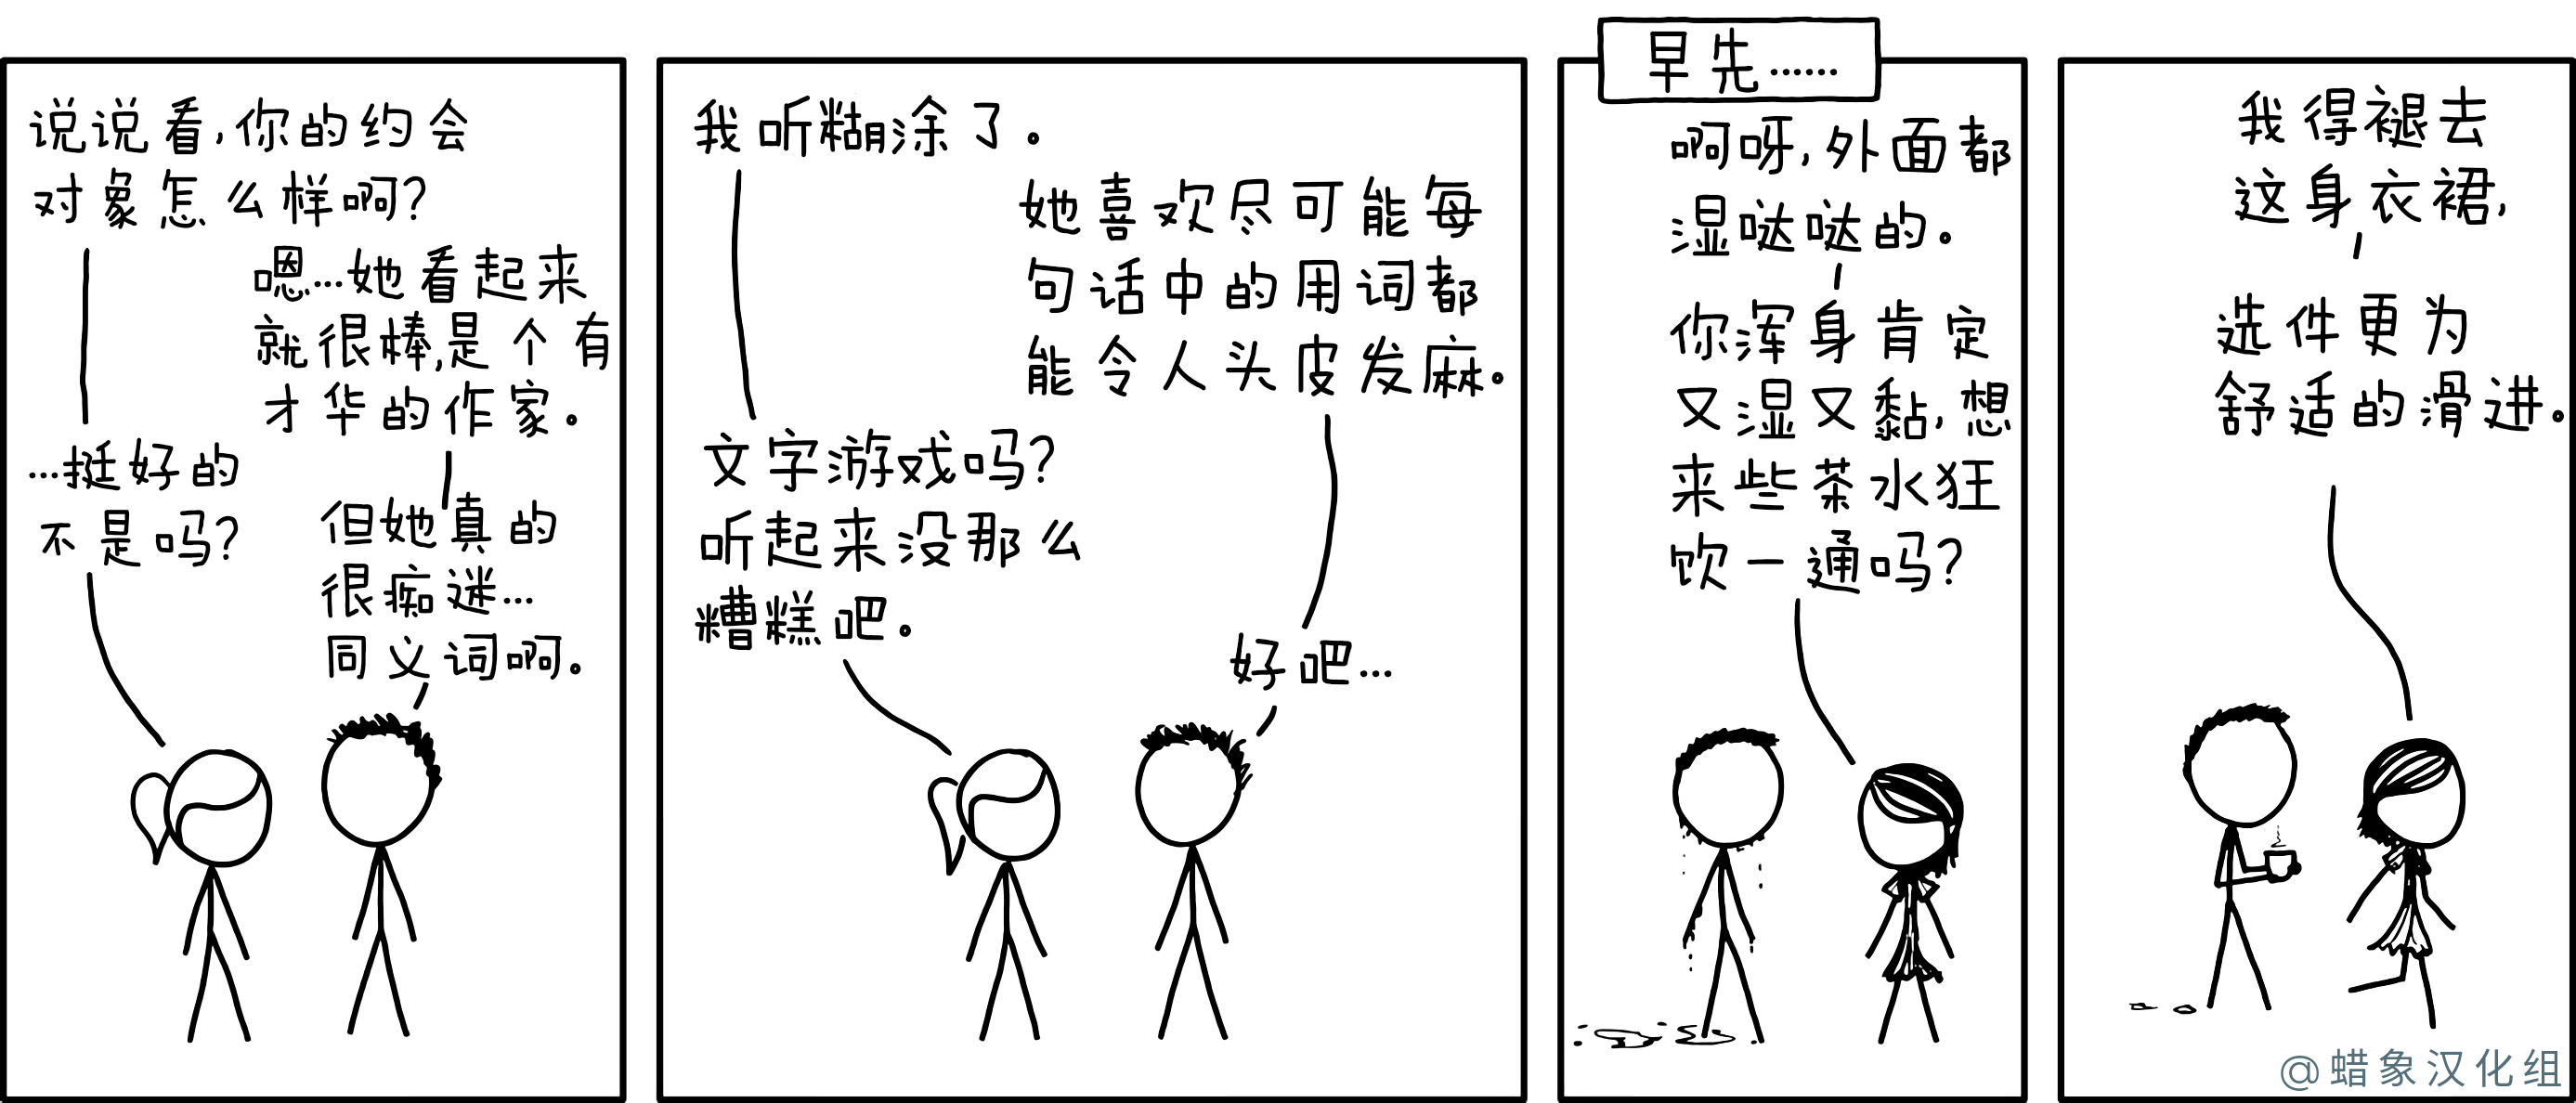 说说看,你的约会
对象怎么样啊?
嗯…她看起来
就很棒,是个有
才华的作家。
…挺好的
不是吗?
但她真的
很痴迷…
同义词啊。
我听糊涂了。
她喜欢尽可能每
句话中的用词都
能令人头皮发麻。
文字游戏吗?
听起来没那么
糟糕吧。
好吧…
早先……
啊呀,外面都
湿哒哒的。
你浑身肯定
又湿又黏,想
来些茶水狂
饮一通吗?
我得褪去
这身衣裙,
选件更为
舒适的滑进。
@蜡象汉化组